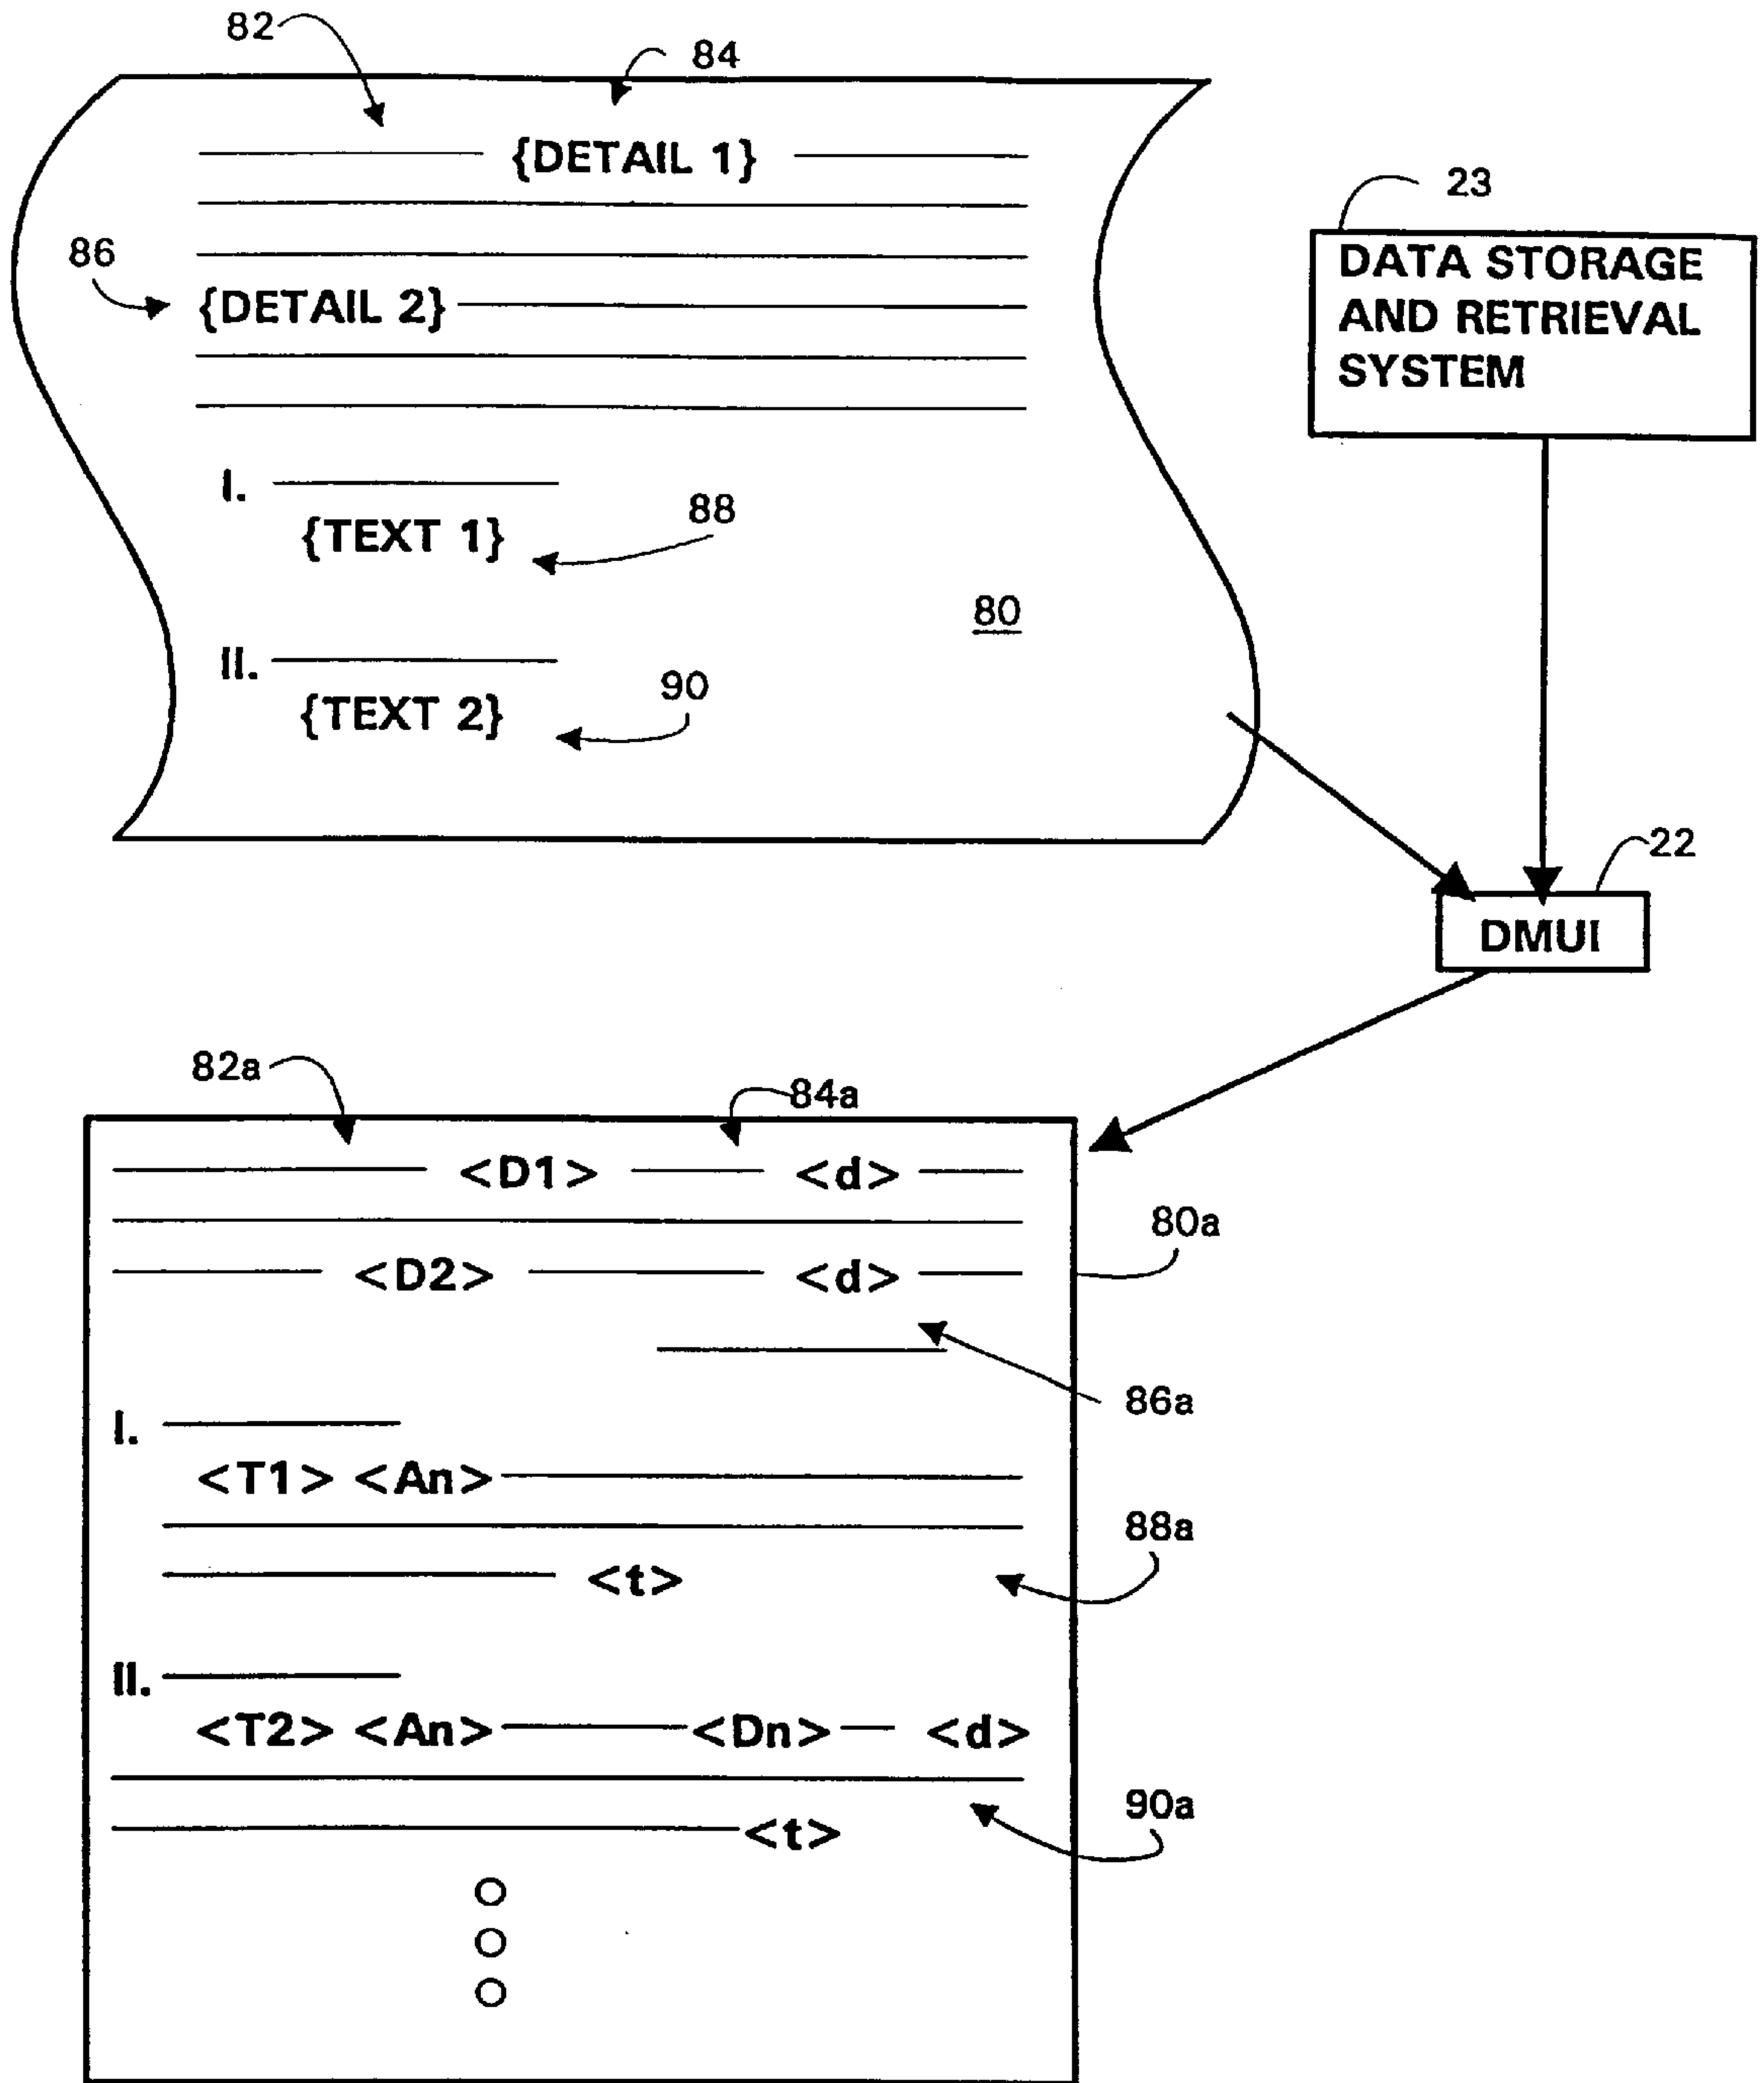 82
84
{DETAIL 1}
23
DATA STORAGE
AND RETRIEVAL
SYSTEM
86
{DETAIL 2}
I.
{TEXT 1}
88
80
II.
{TEXT 2}
90
22
DMUI
82a
84a
<D1> <d>
80a
<D2> <d>
86a
I.
<T1> <An>
88a
<t>
II.
<T2> <An> <Dn> <d>
90a
<t>